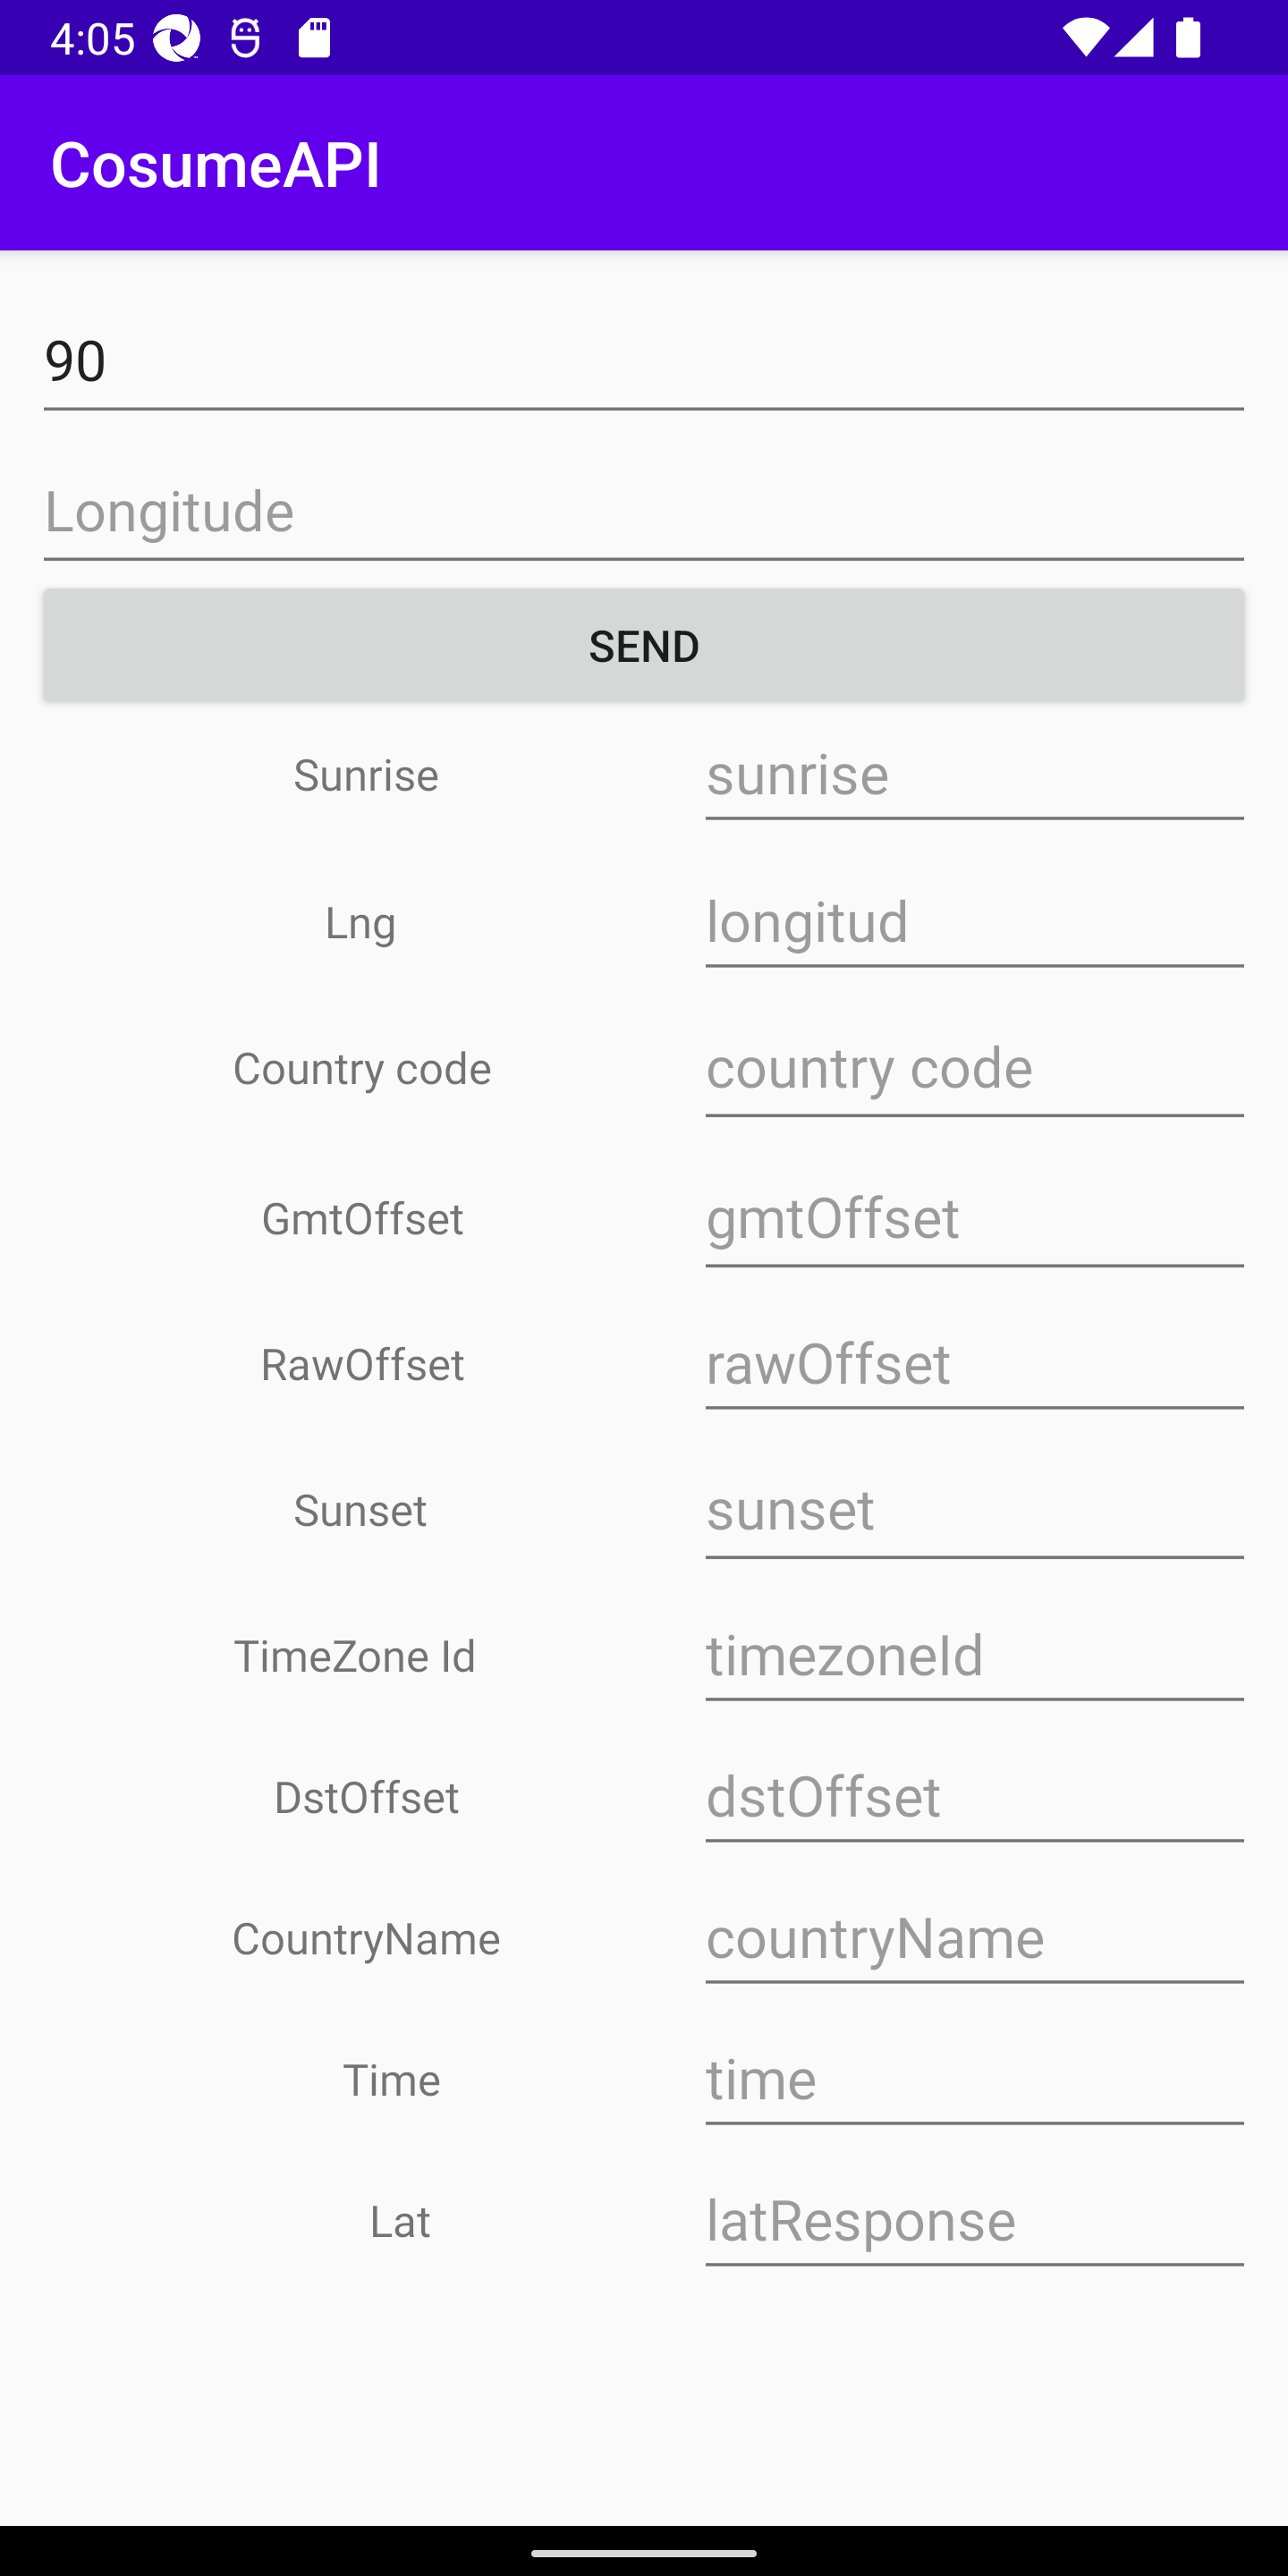 4:05
CosumeAPI
90
Longitude
SEND
Sunrise sunrise
Lng longitud
Country code country code
GmtOffset gmtOffset
RawOffset rawOffset
Sunset sunset
TimeZone Id timezoneId
DstOffset dstOffset
CountryName countryName
Time time
Lat latResponse